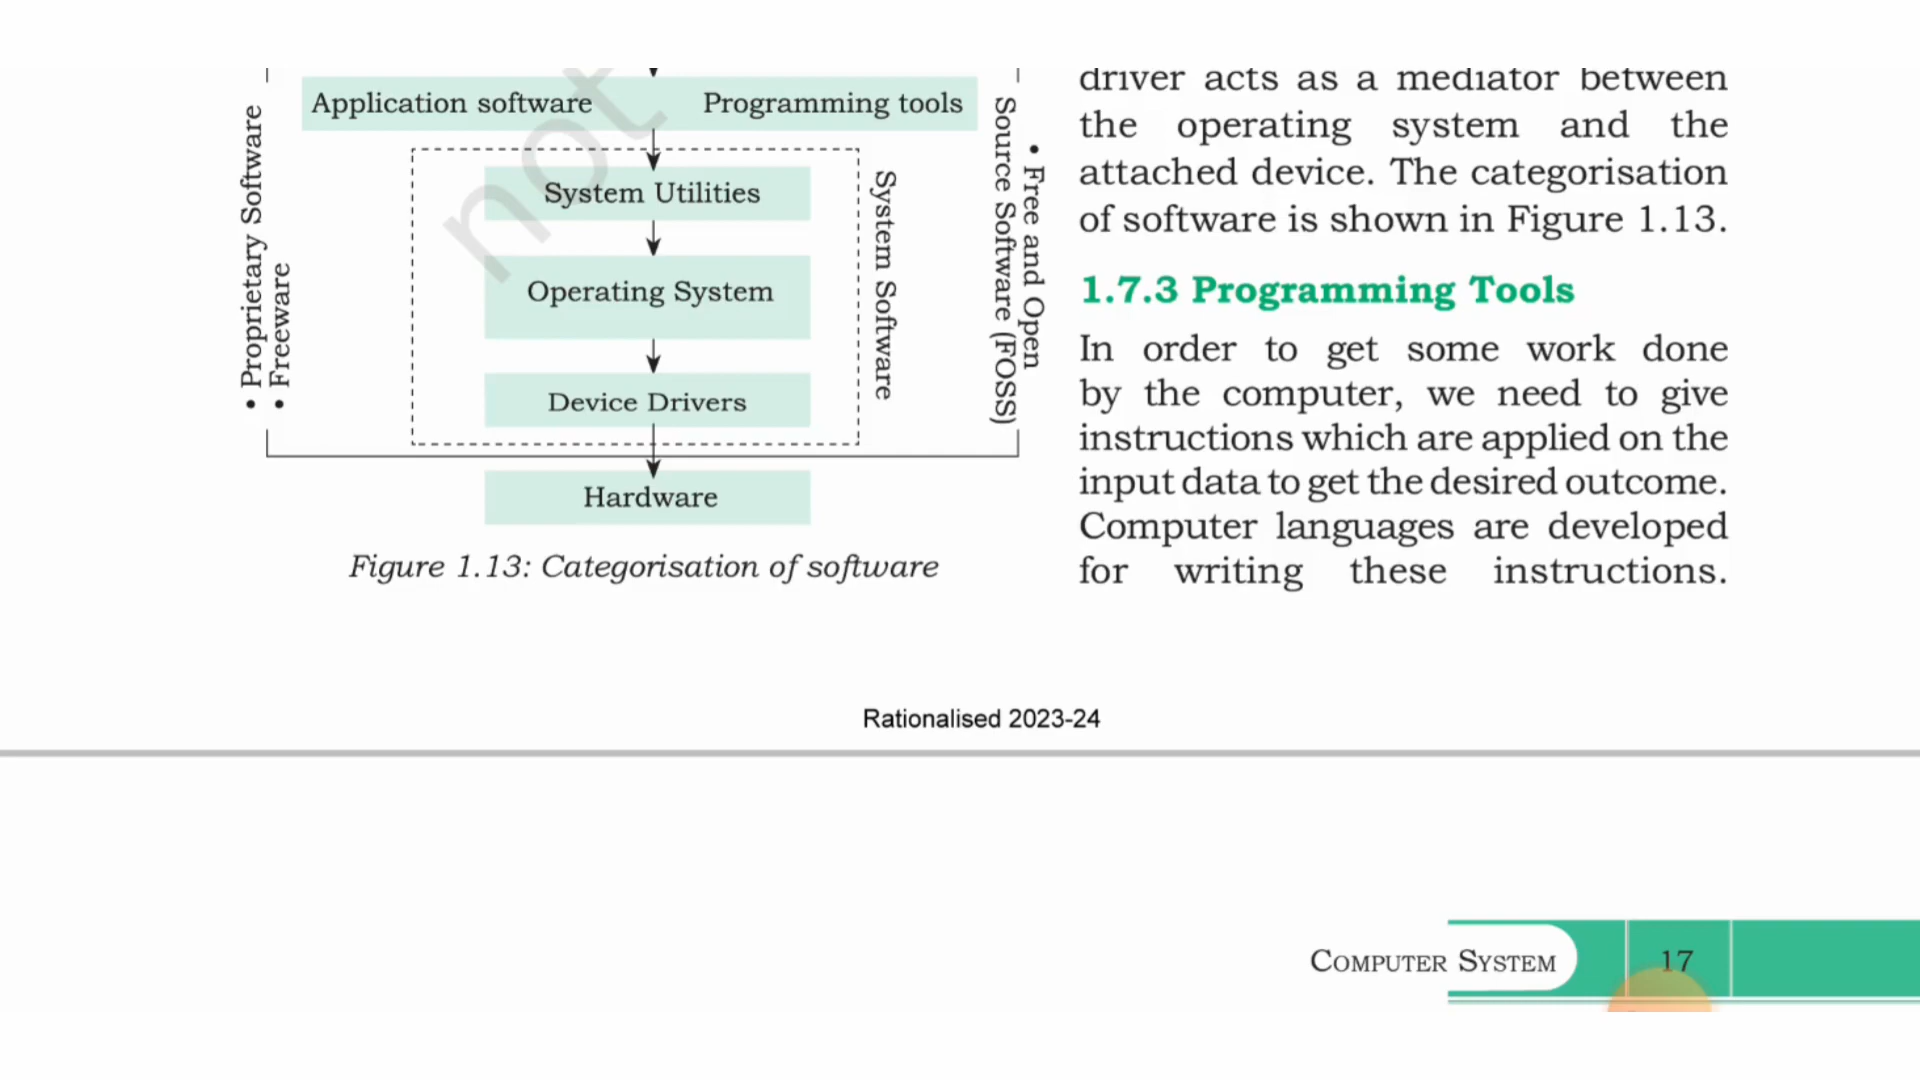 Application software Programming tools
System Utilities
Operating System
Device Drivers
Hardware
System Software
• Proprietary Software
• Freeware
• Free and Open
Source Software (FOSS)
not
Figure 1.13: Categorisation of software
driver acts as a mediator between
the operating system and the
attached device. The categorisation
of software is shown in Figure 1.13.
1.7.3 Programming Tools
In order to get some work done
by the computer, we need to give
instructions which are applied on the
input data to get the desired outcome.
Computer languages are developed
for writing these instructions.
Rationalised 2023-24
COMPUTER SYSTEM 17